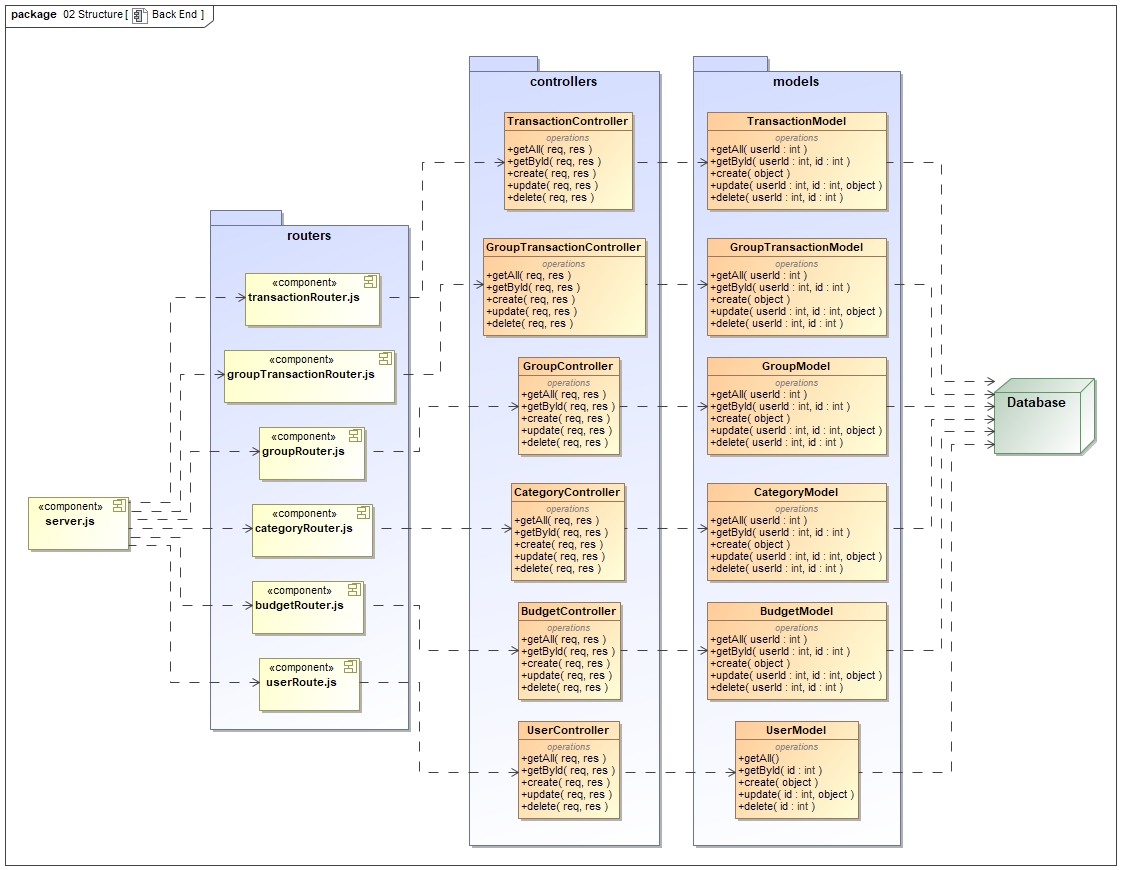 package 02 Structure [ Back End ]
controllers
models
TransactionController
operations
+getAll( req, res )
+getById( req, res )
+create( req, res )
+update( req, res )
+delete( req, res )
TransactionModel
operations
+getAll( userId : int )
+getById( userId : int, id : int )
+create( object )
+update( userId : int, id : int, object )
+delete( userId : int, id : int )
routers
GroupTransactionController
operations
+getAll( req, res )
+getById( req, res )
+create( req, res )
+update( req, res )
+delete( req, res )
GroupTransactionModel
operations
+getAll( userId : int )
+getById( userId : int, id : int )
+create( object )
+update( userId : int, id : int, object )
+delete( userId : int, id : int )
«component»
transactionRouter.js
«component»
groupTransactionRouter.js
GroupController
operations
+getAll( req, res )
+getById( req, res )
+create( req, res )
+update( req, res )
+delete( req, res )
GroupModel
operations
+getAll( userId : int )
+getById( userId : int, id : int )
+create( object )
+update( userId : int, id : int, object )
+delete( userId : int, id : int )
Database
«component»
groupRouter.js
«component»
server.js
«component»
categoryRouter.js
CategoryController
operations
+getAll( req, res )
+getById( req, res )
+create( req, res )
+update( req, res )
+delete( req, res )
CategoryModel
operations
+getAll( userId : int )
+getById( userId : int, id : int )
+create( object )
+update( userId : int, id : int, object )
+delete( userId : int, id : int )
«component»
budgetRouter.js
BudgetController
operations
+getAll( req, res )
+getById( req, res )
+create( req, res )
+update( req, res )
+delete( req, res )
BudgetModel
operations
+getAll( userId : int )
+getById( userId : int, id : int )
+create( object )
+update( userId : int, id : int, object )
+delete( userId : int, id : int )
«component»
userRoute.js
UserController
operations
+getAll( req, res )
+getById( req, res )
+create( req, res )
+update( req, res )
+delete( req, res )
UserModel
operations
+getAll()
+getById( id : int )
+create( object )
+update( id : int, object )
+delete( id : int )